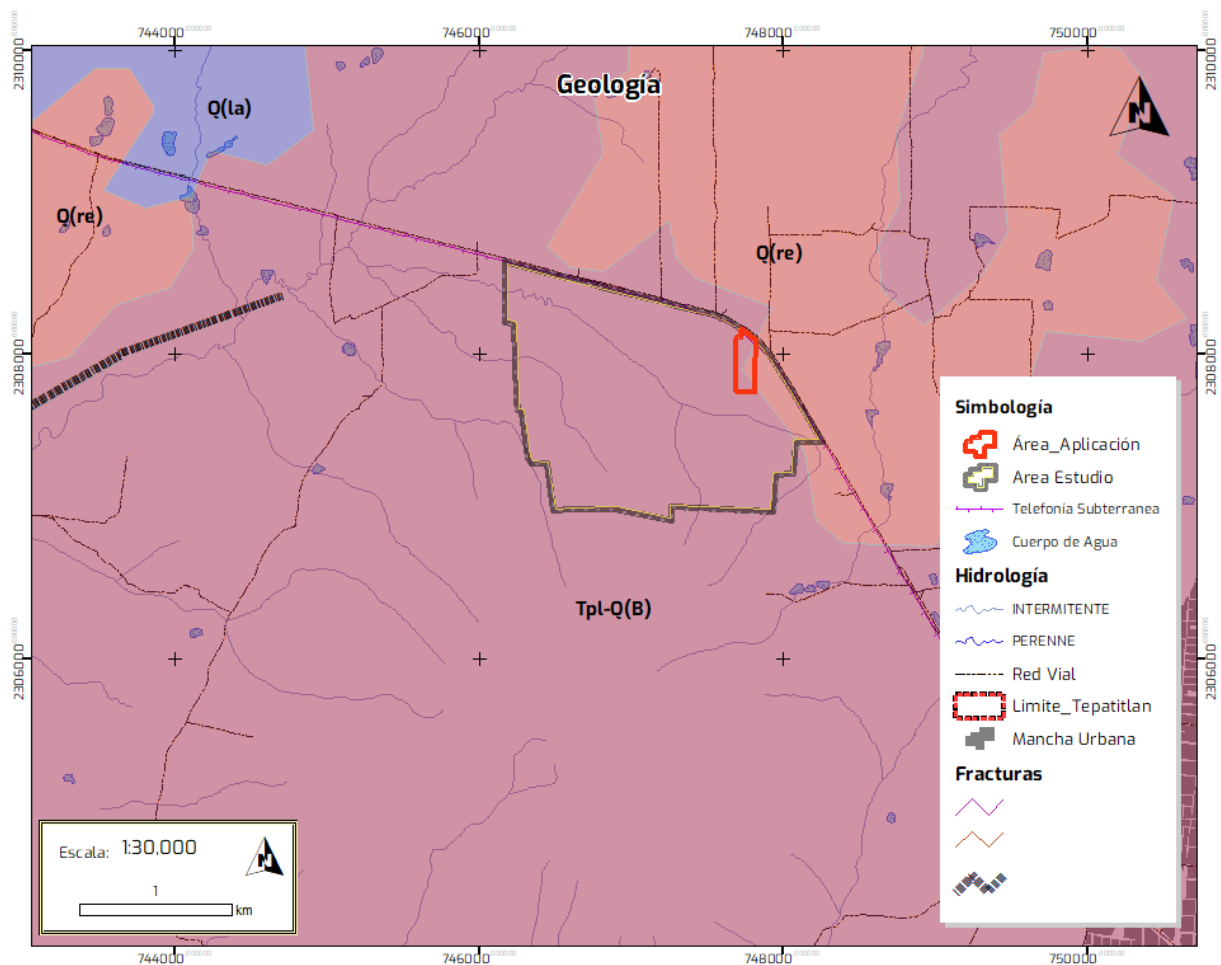 744000 746000 748000 750000
2310000 2310000
Geología
N
Q(la)
Q(re)
Q(re)
2308000 2308000
Simbología
Área_Aplicación
Area Estudio
Telefonía Subterranea
Cuerpo de Agua
Hidrología
INTERMITENTE
PERENNE
Red Vial
Limite_Tepatitlan
Mancha Urbana
Fracturas
Tpl-Q(B)
2306000 2306000
Escala: 1:30,000
N
1
km
744000 746000 748000 750000